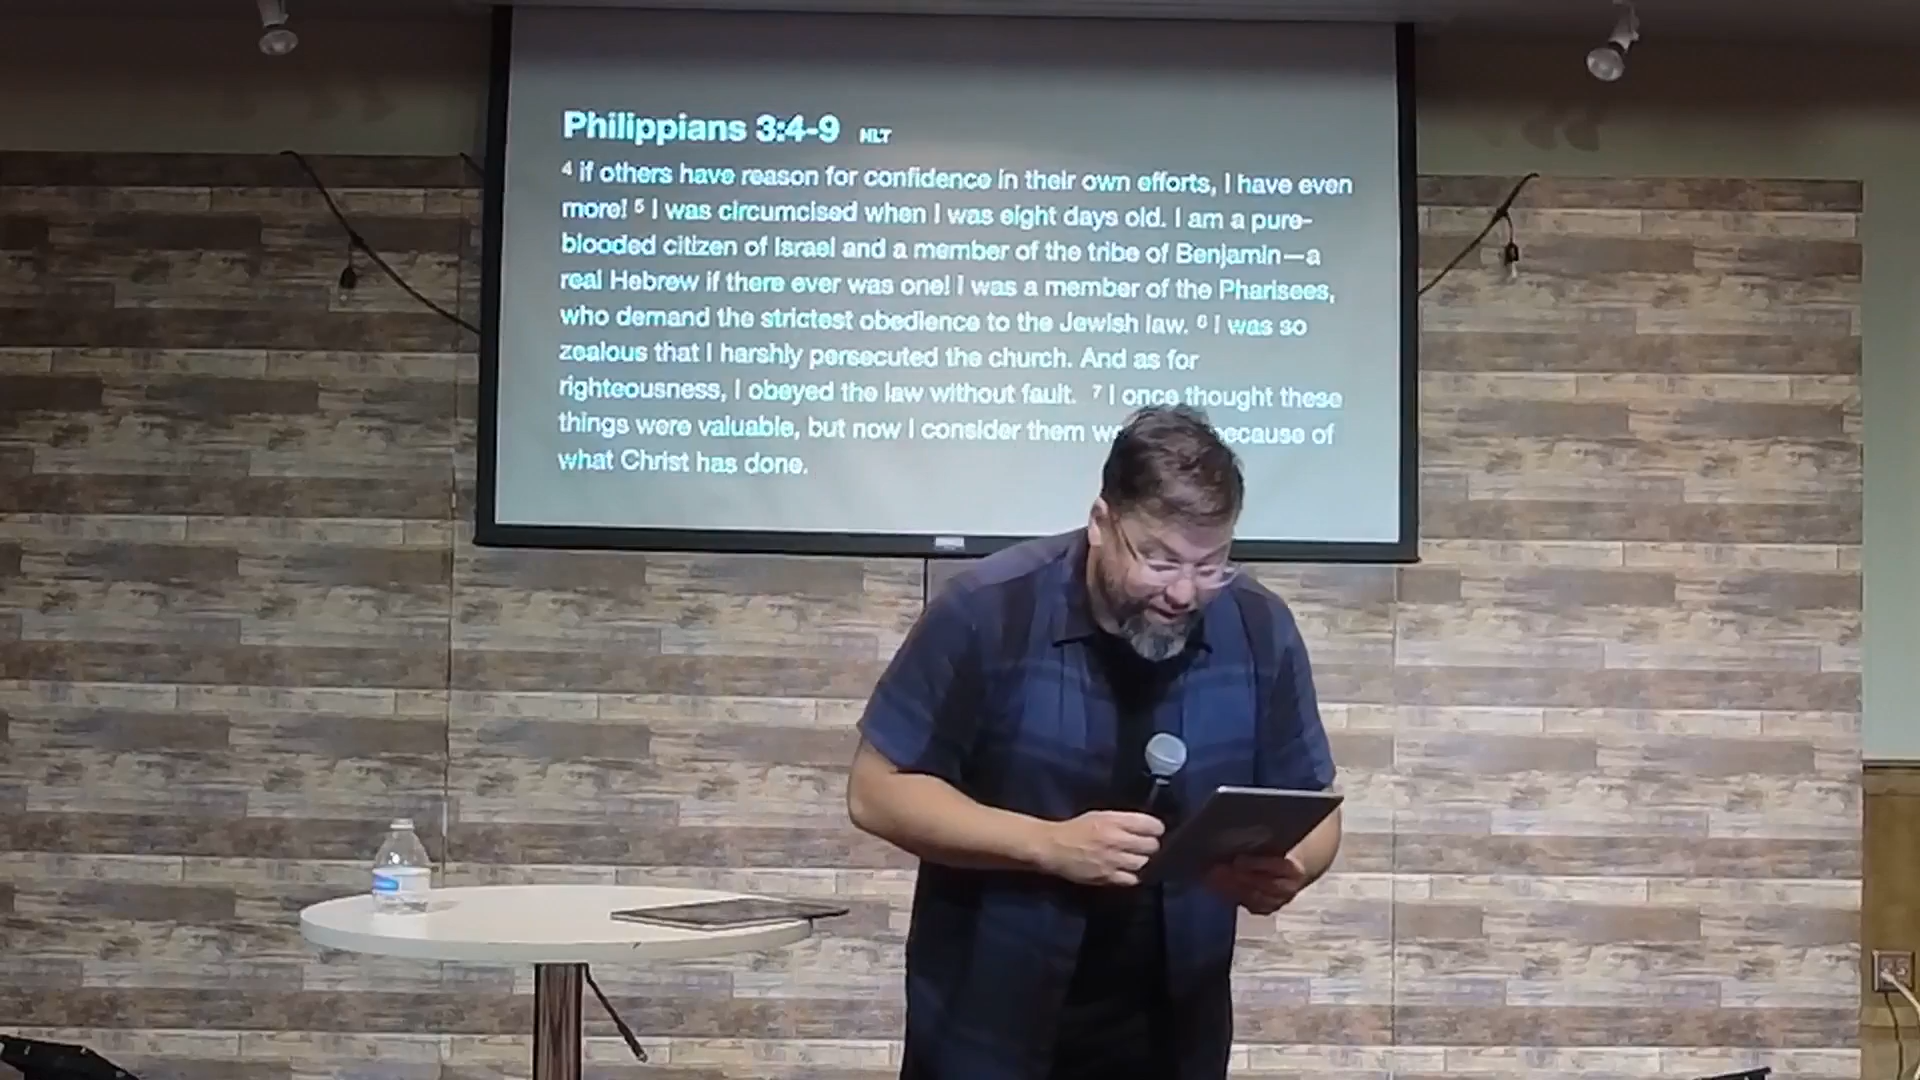 Philippians 3:4-9 NLT
4 If others have reason for confidence in their own efforts, I have even
more! 5 I was circumcised when I was eight days old. I am a pure-
blooded citizen of Israel and a member of the tribe of Benjamin—a
real Hebrew if there ever was one! I was a member of the Pharisees,
who demand the strictest obedience to the Jewish law. 6 I was so
zealous that I harshly persecuted the church. And as for
righteousness, I obeyed the law without fault. 7 I once thought these
things were valuable, but now I consider them because of
what Christ has done.